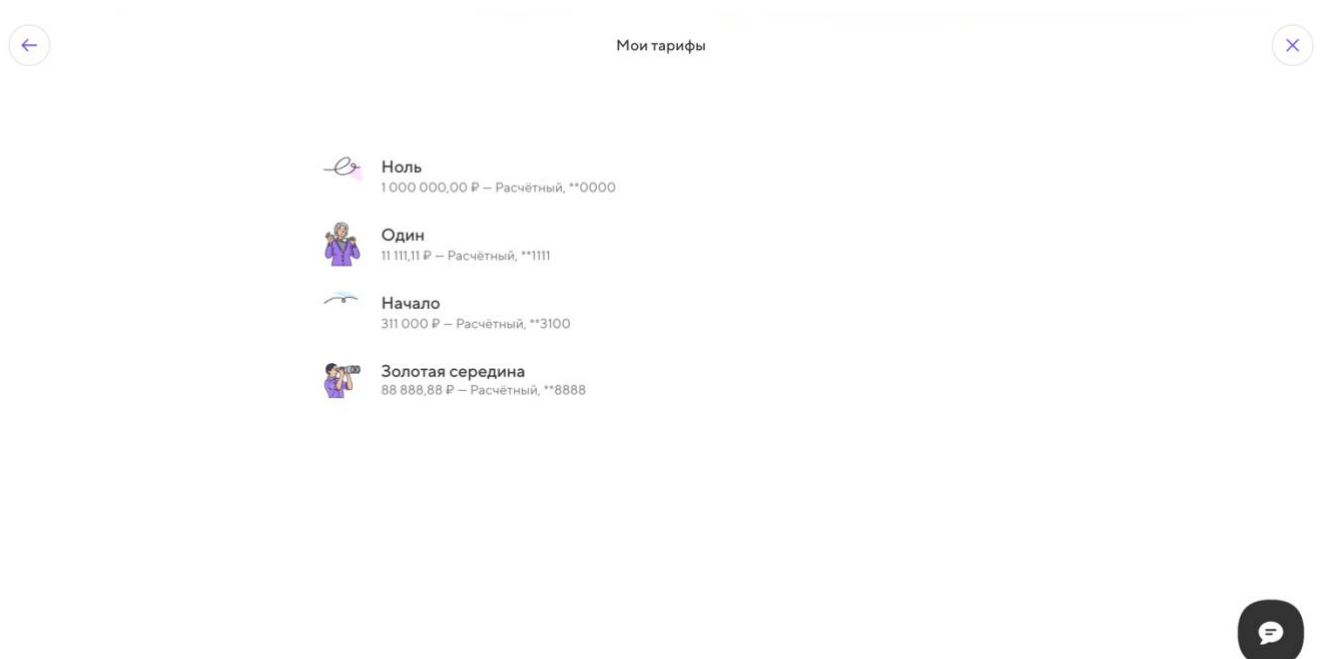 Мои тарифы
Ноль
1 000 000,00 ₽ — Расчётный, **0000
Один
11 111,11 ₽ — Расчётный, **1111
Начало
311 000 ₽ — Расчётный, **3100
Золотая середина
88 888,88 ₽ — Расчётный, **8888